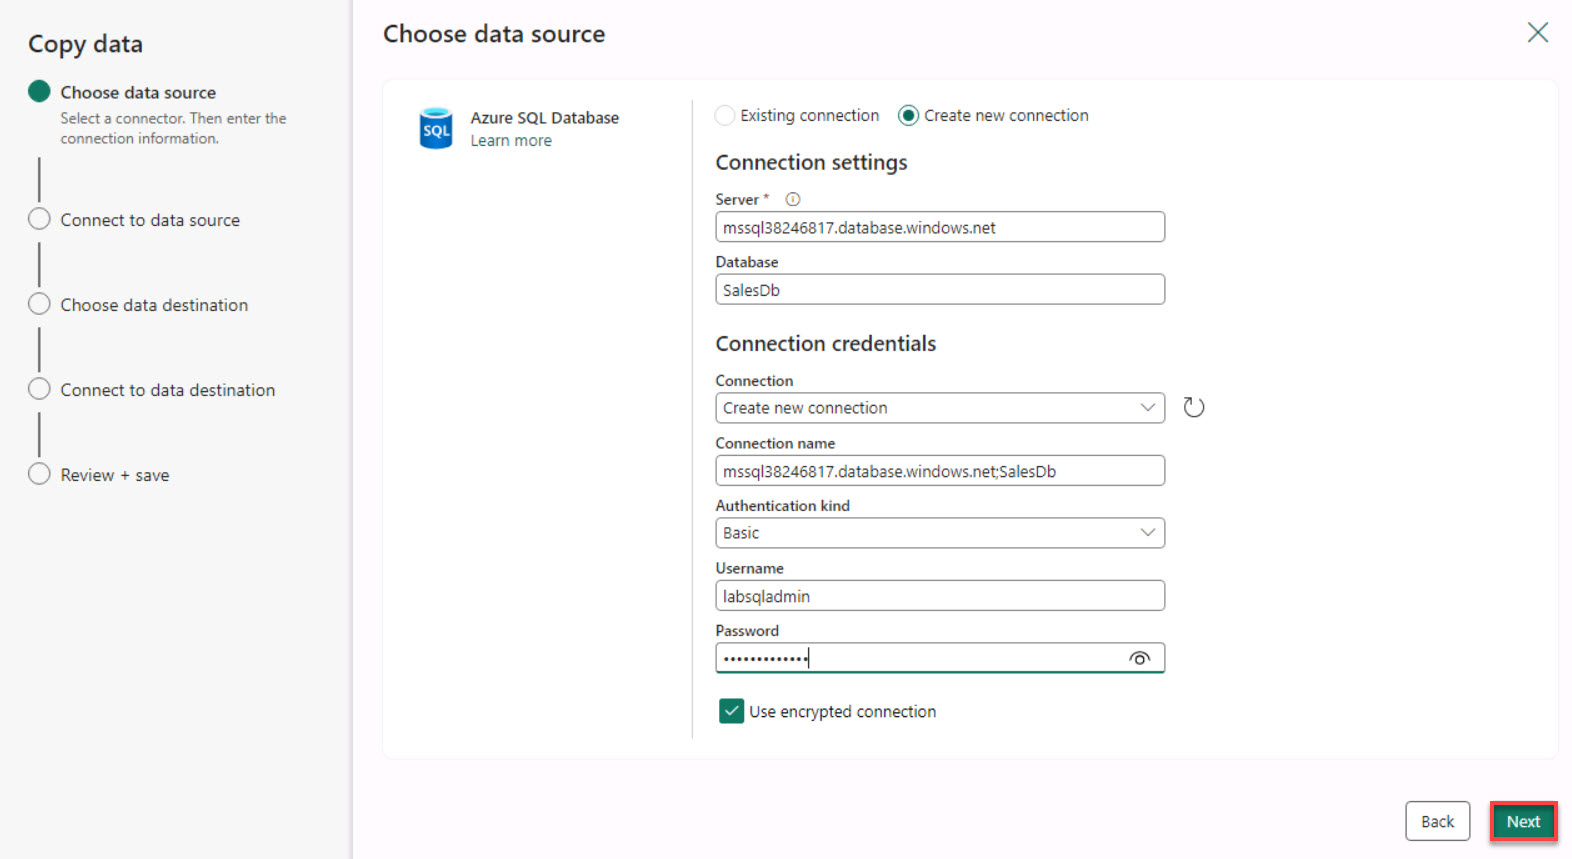 Copy data
Choose data source
Select a connector. Then enter the
connection information.
Connect to data source
Choose data destination
Connect to data destination
Review + save
Choose data source
SQL
Azure SQL Database
Learn more
Existing connection
Create new connection
Connection settings
Server *
mssql38246817.database.windows.net
Database
SalesDb
Connection credentials
Connection
Create new connection
Connection name
mssql38246817.database.windows.net;SalesDb
Authentication kind
Basic
Username
labsqladmin
Password
•••••••••••••
Use encrypted connection
Back
Next